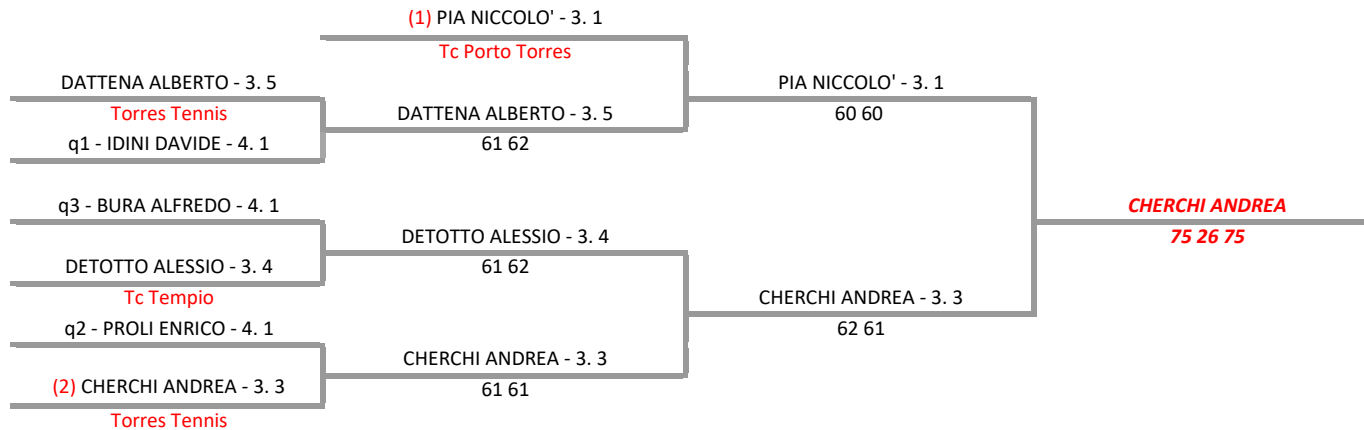 (1) PIA NICCOLO' - 3. 1
Tc Porto Torres
DATTENA ALBERTO - 3. 5
Torres Tennis
q1 - IDINI DAVIDE - 4. 1
DATTENA ALBERTO - 3. 5
61 62
PIA NICCOLO' - 3. 1
60 60
q3 - BURA ALFREDO - 4. 1
DETOTTO ALESSIO - 3. 4
Tc Tempio
DETOTTO ALESSIO - 3. 4
61 62
q2 - PROLI ENRICO - 4. 1
(2) CHERCHI ANDREA - 3. 3
Torres Tennis
CHERCHI ANDREA - 3. 3
61 61
CHERCHI ANDREA - 3. 3
62 61
CHERCHI ANDREA
75 26 75